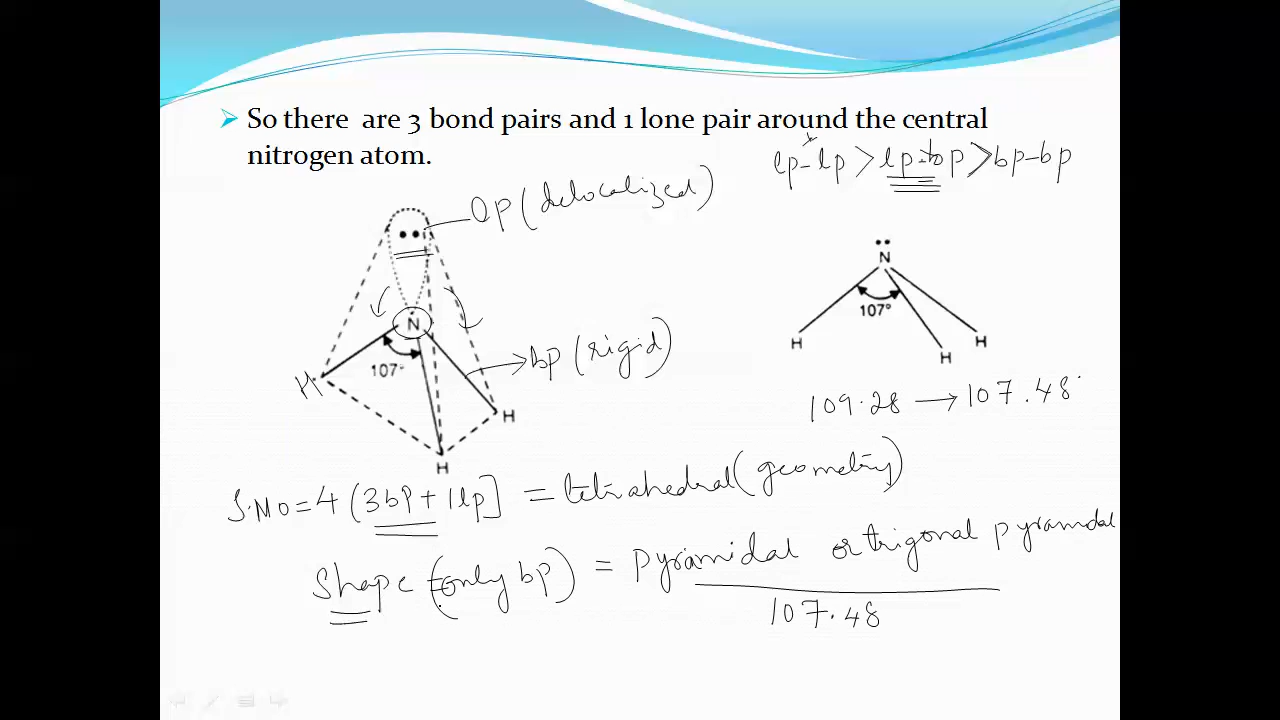 ➢ So there are 3 bond pairs and 1 lone pair around the central
nitrogen atom.
lp-lp > lp-bp > bp-bp
lp (delocalized)
N
107°
H
H
H
bp (rigid)
N
107°
H
H
H
109.28 → 107.48
S.No = 4 (3bp + 1lp] = tetrahedral (geometry)
Shape (only bp) = pyramidal or trigonal pyramidal
107.48